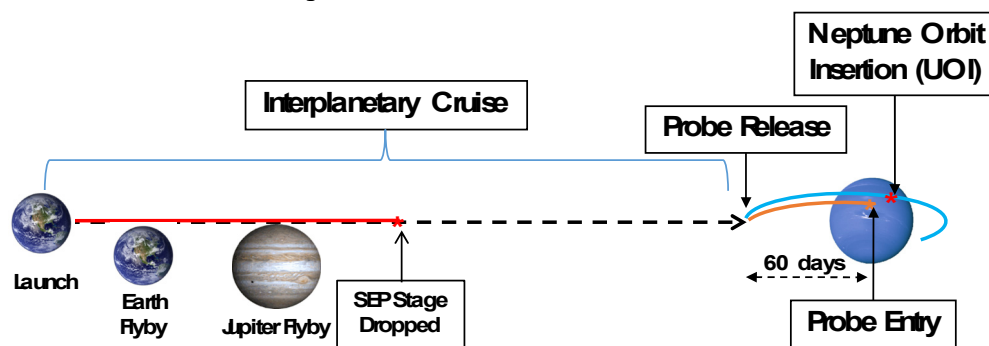 Neptune Orbit
Insertion (UOI)
Interplanetary Cruise
Probe Release
Launch
Earth
Flyby
Jupiter Flyby
SEP Stage
Dropped
60 days
Probe Entry